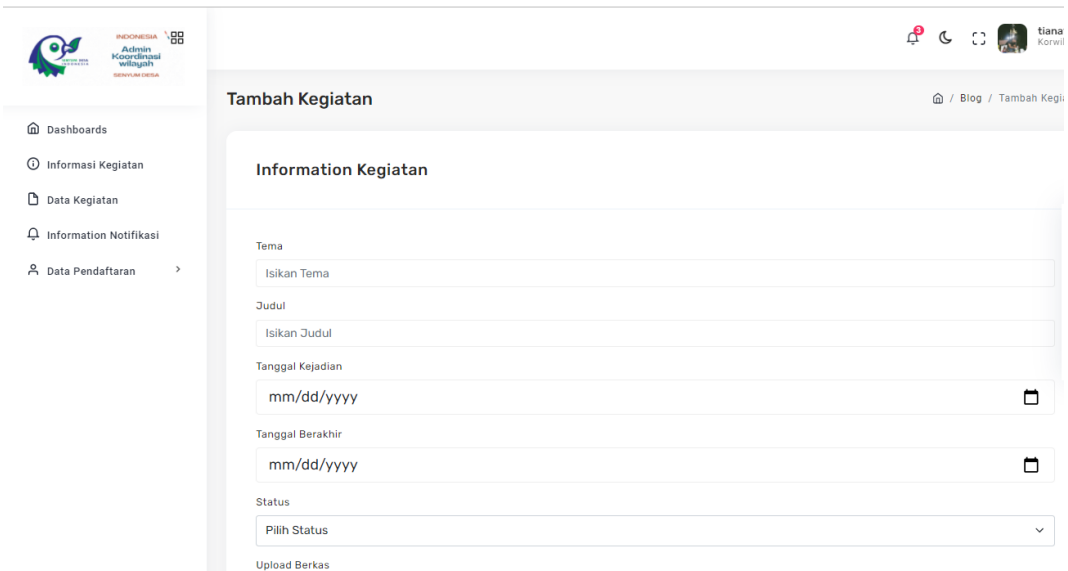 INDONESIA
Admin
Koordinasi
wilayah
SENYUM DESA
3
tiana
Korwil
Tambah Kegiatan
/ Blog / Tambah Kegia
Dashboards
Informasi Kegiatan
Data Kegiatan
Information Notifikasi
Data Pendaftaran
Information Kegiatan
Tema
Isikan Tema
Judul
Isikan Judul
Tanggal Kejadian
mm/dd/yyyy
Tanggal Berakhir
mm/dd/yyyy
Status
Pilih Status
Upload Berkas